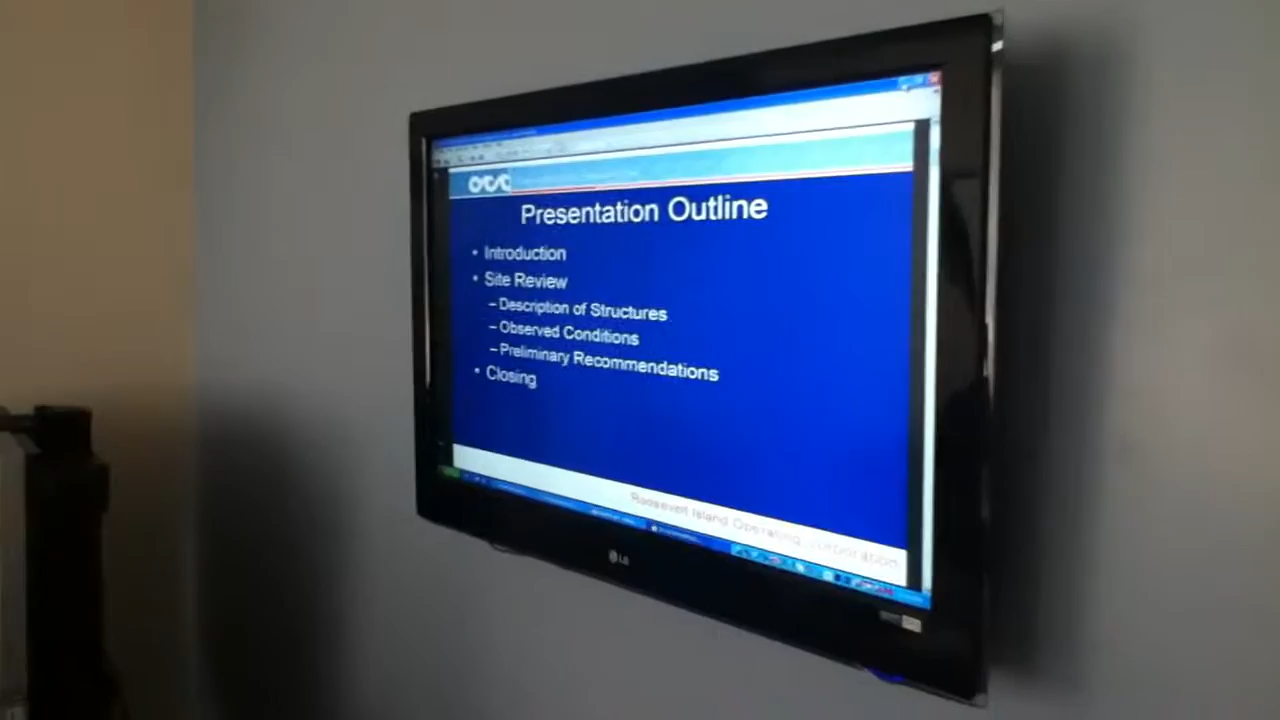 Presentation Outline
• Introduction
• Site Review
– Description of Structures
– Observed Conditions
– Preliminary Recommendations
• Closing
Roosevelt Island Operating Corporation
LG